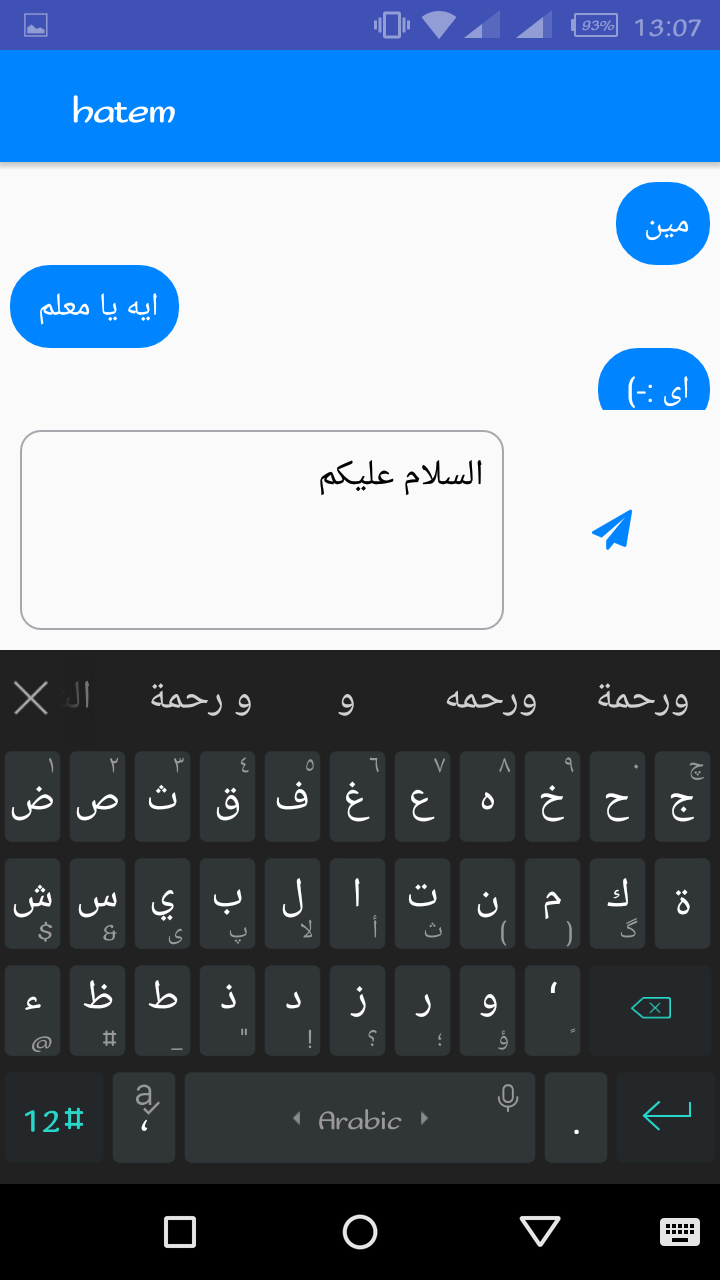 93% 13:07
hatem
مين
ايه يا معلم
اى :-)
السلام عليكم
و رحمة و ورحمه ورحمة
١ ٢ ٣ ٤ ٥ ٦ ٧ ٨ ٩ ٠ چ
ض ص ث ق ف غ ع ه خ ح ج
ش س ي ب ل ا ت ن م ك ة
$ & ى پ لا أ ث ( ) گ
ء ظ ط ذ د ز ر و
@ # _ " ! ؟ ؛ ؤ
12# a ، Arabic .